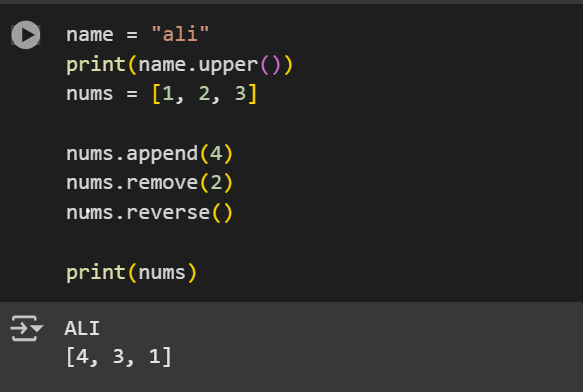 name = "ali"
print(name.upper())
nums = [1, 2, 3]
nums.append(4)
nums.remove(2)
nums.reverse()
print(nums)
ALI
[4, 3, 1]